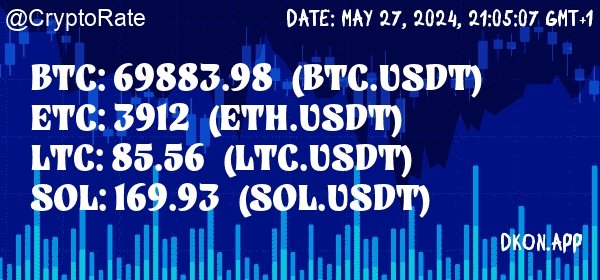 @CryptoRate
DATE: MAY 27, 2024, 21:05:07 GMT+1
BTC: 69883.98 (BTC.USDT)
ETC: 3912 (ETH.USDT)
LTC: 85.56 (LTC.USDT)
SOL: 169.93 (SOL.USDT)
DKON.APP